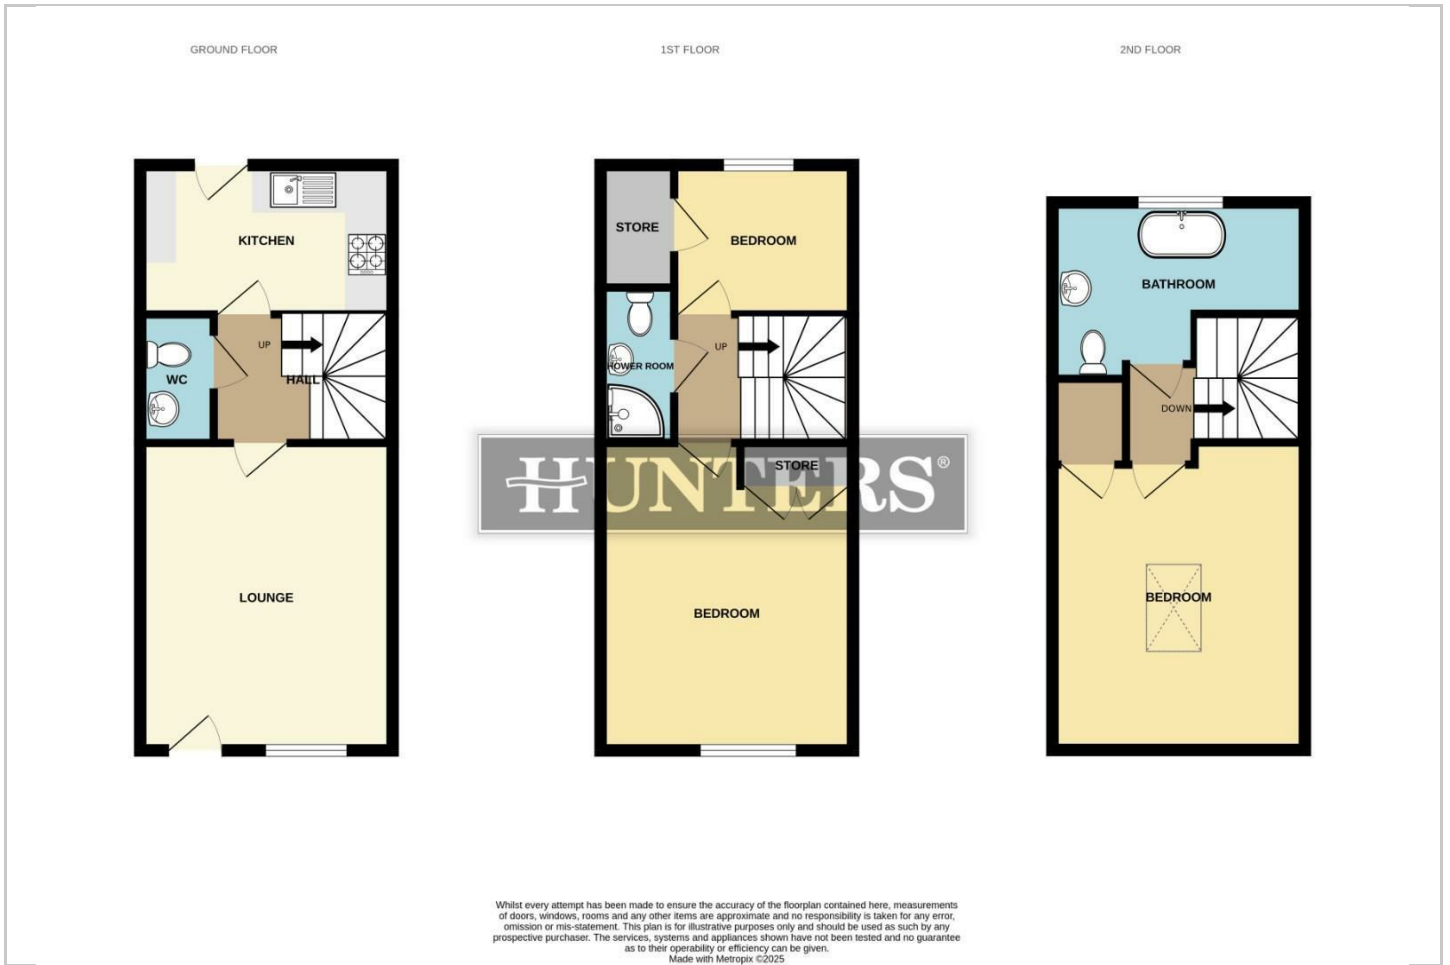 GROUND FLOOR
1ST FLOOR
2ND FLOOR
KITCHEN
UP
WC
HALL
LOUNGE
STORE
BEDROOM
UP
HOWER ROOM
STORE
BEDROOM
BATHROOM
DOWN
BEDROOM
HUNTERS®
Whilst every attempt has been made to ensure the accuracy of the floorplan contained here, measurements
of doors, windows, rooms and any other items are approximate and no responsibility is taken for any error,
omission or mis-statement. This plan is for illustrative purposes only and should be used as such by any
prospective purchaser. The services, systems and appliances shown have not been tested and no guarantee
as to their operability or efficiency can be given.
Made with Metropix ©2025